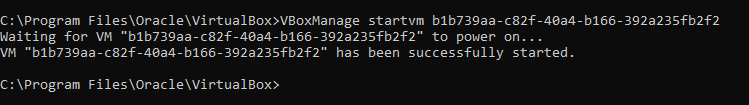 C:\Program Files\Oracle\VirtualBox>VBoxManage startvm b1b739aa-c82f-40a4-b166-392a235fb2f2
Waiting for VM "b1b739aa-c82f-40a4-b166-392a235fb2f2" to power on...
VM "b1b739aa-c82f-40a4-b166-392a235fb2f2" has been successfully started.
C:\Program Files\Oracle\VirtualBox>